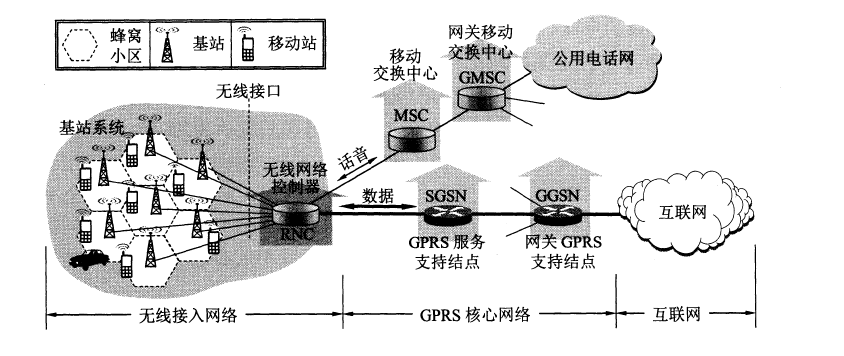 蜂窝
小区
基站
移动站
移动
交换中心
网关移动
交换中心
公用电话网
GMSC
MSC
无线接口
基站系统
话音
无线网络
控制器
RNC
数据
SGSN
GPRS 服务
支持结点
GGSN
网关 GPRS
支持结点
互联网
无线接入网络
GPRS 核心网络
互联网